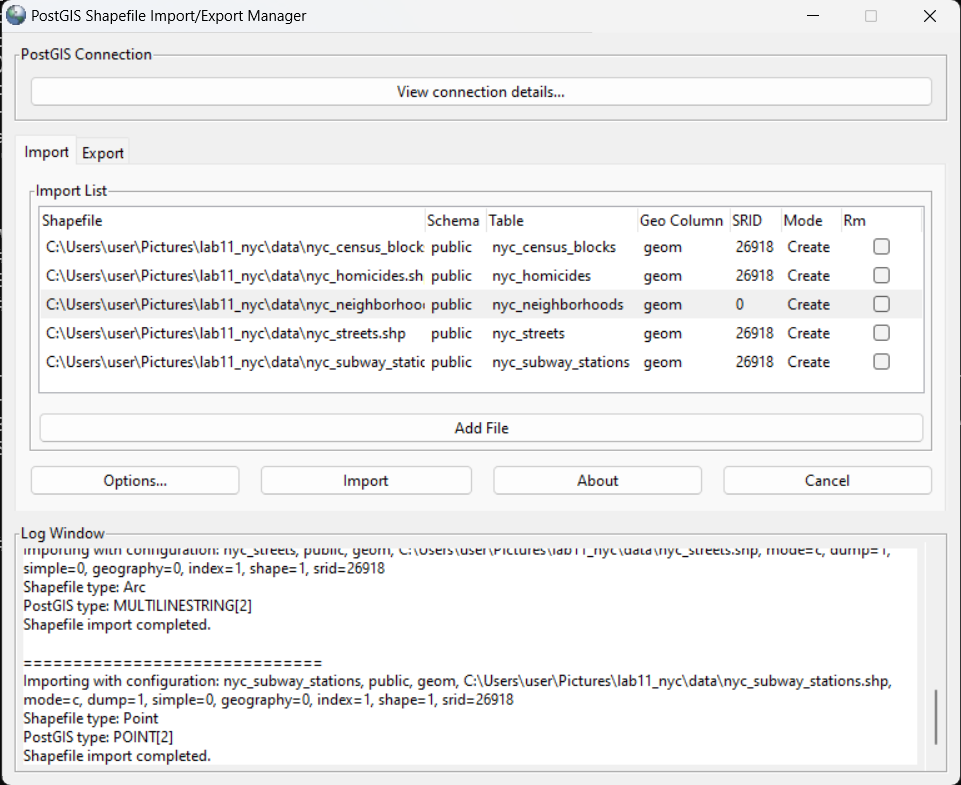 PostGIS Shapefile Import/Export Manager
PostGIS Connection
View connection details...
Import Export
Import List
Shapefile Schema Table Geo Column SRID Mode Rm
C:\Users\user\Pictures\lab11_nyc\data\nyc_census_block public nyc_census_blocks geom 26918 Create
C:\Users\user\Pictures\lab11_nyc\data\nyc_homicides.sh public nyc_homicides geom 26918 Create
C:\Users\user\Pictures\lab11_nyc\data\nyc_neighborhoo public nyc_neighborhoods geom 0 Create
C:\Users\user\Pictures\lab11_nyc\data\nyc_streets.shp public nyc_streets geom 26918 Create
C:\Users\user\Pictures\lab11_nyc\data\nyc_subway_static public nyc_subway_stations geom 26918 Create
Add File
Options... Import About Cancel
Log Window
Importing with configuration: nyc_streets, public, geom, C:\Users\user\Pictures\lab11_nyc\data\nyc_streets.shp, mode=c, dump=1,
simple=0, geography=0, index=1, shape=1, srid=26918
Shapefile type: Arc
PostGIS type: MULTILINESTRING[2]
Shapefile import completed.
==============================
Importing with configuration: nyc_subway_stations, public, geom, C:\Users\user\Pictures\lab11_nyc\data\nyc_subway_stations.shp,
mode=c, dump=1, simple=0, geography=0, index=1, shape=1, srid=26918
Shapefile type: Point
PostGIS type: POINT[2]
Shapefile import completed.